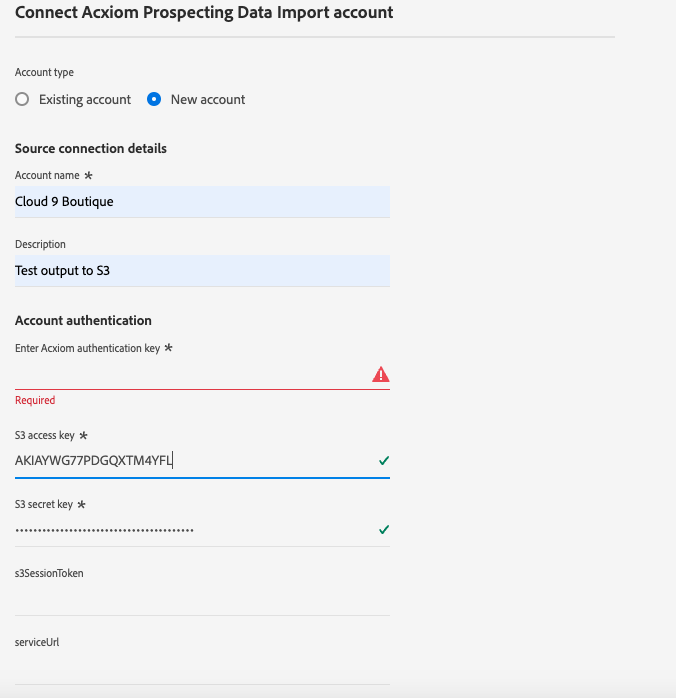 Connect Acxiom Prospecting Data Import account
Account type
Existing account New account
Source connection details
Account name *
Cloud 9 Boutique
Description
Test output to S3
Account authentication
Enter Acxiom authentication key *
Required
S3 access key *
AKIAYWG77PDGQXTM4YFL
S3 secret key *
s3SessionToken
serviceUrl